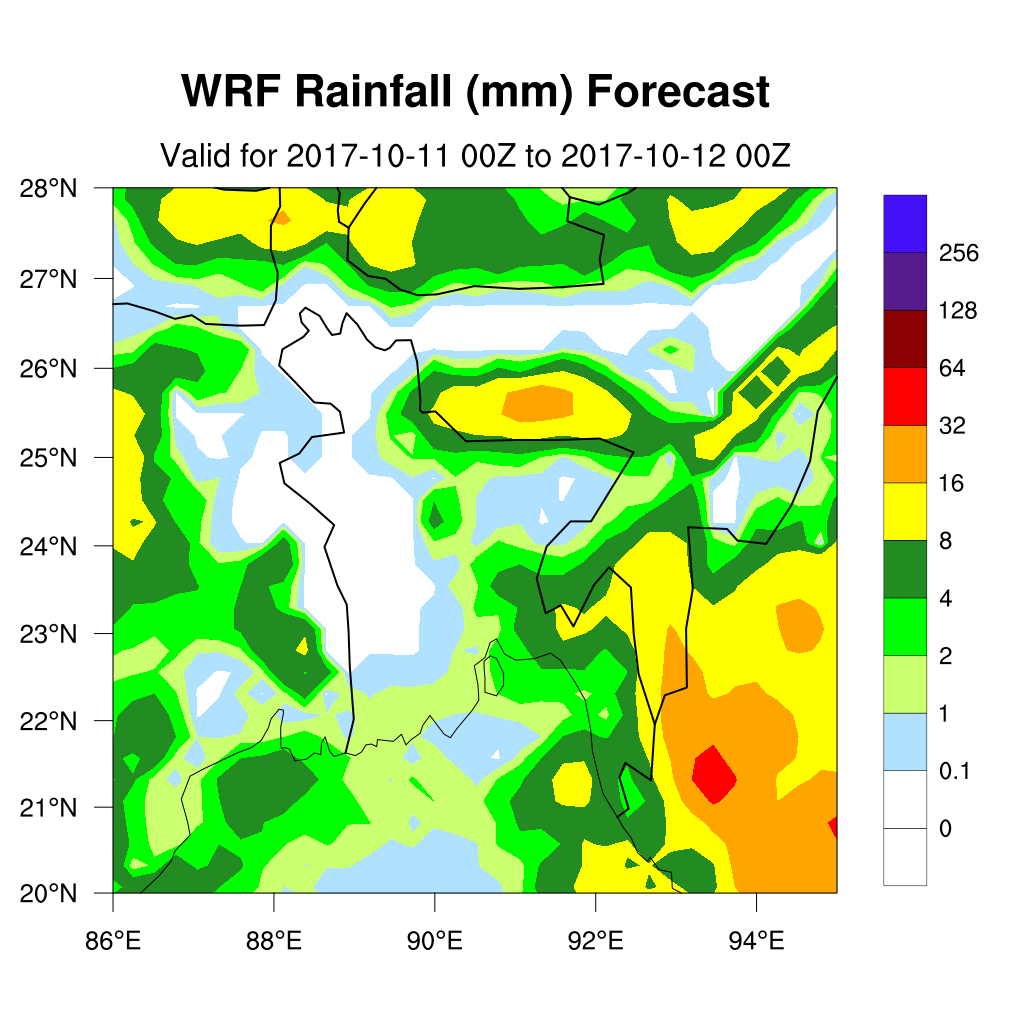 WRF Rainfall (mm) Forecast
Valid for 2017-10-11 00Z to 2017-10-12 00Z
28°N
27°N
26°N
25°N
24°N
23°N
22°N
21°N
20°N
86°E 88°E 90°E 92°E 94°E
256
128
64
32
16
8
4
2
1
0.1
0